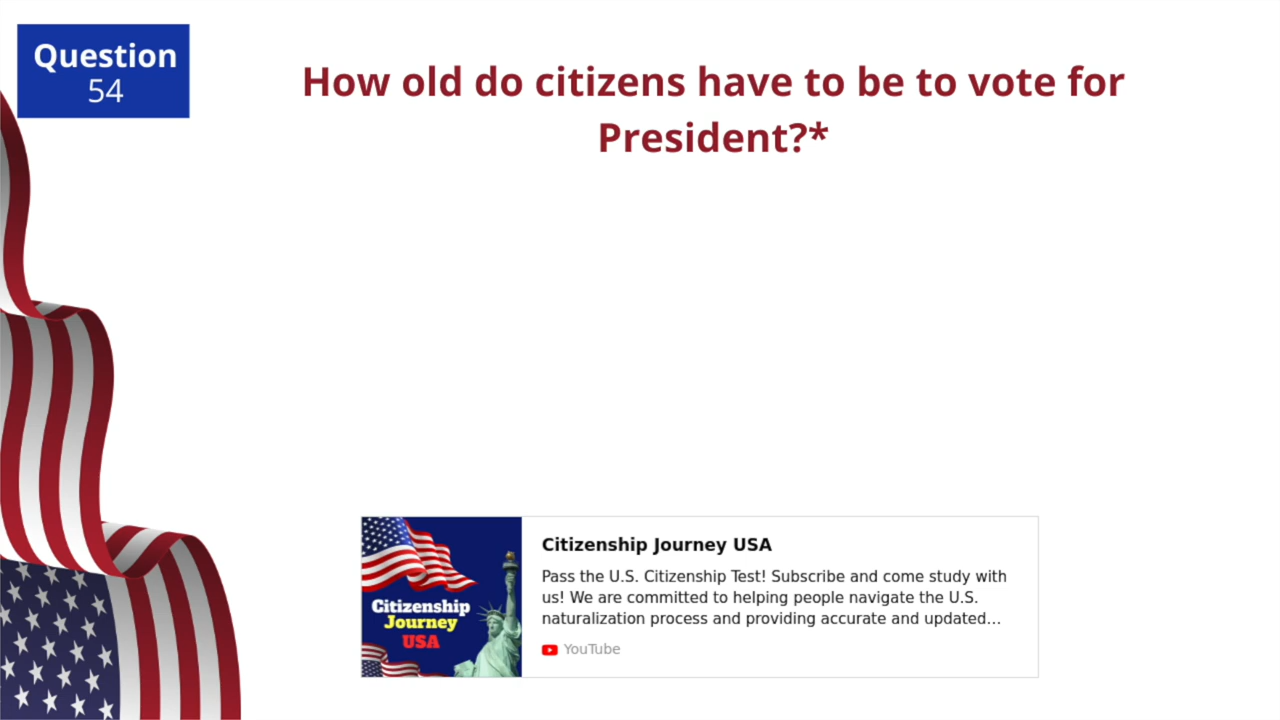 Question
54
How old do citizens have to be to vote for
President?*
Citizenship
Journey
USA
Citizenship Journey USA
Pass the U.S. Citizenship Test! Subscribe and come study with
us! We are committed to helping people navigate the U.S.
naturalization process and providing accurate and updated...
YouTube